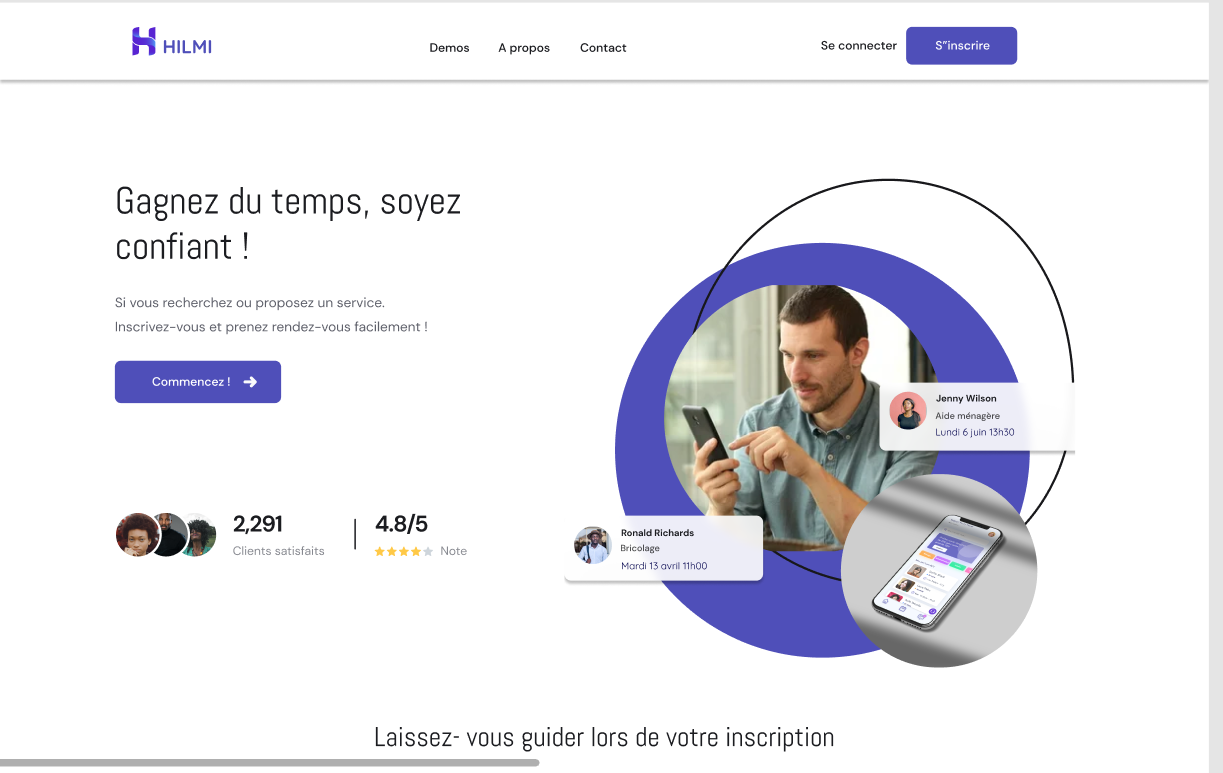 HILMI
Demos
A propos
Contact
Se connecter
S"inscrire
Gagnez du temps, soyez
confiant !
Si vous recherchez ou proposez un service.
Inscrivez-vous et prenez rendez-vous facilement !
Commencez !
2,291
Clients satisfaits
4.8/5
Note
Jenny Wilson
Aide ménagère
Lundi 6 juin 13h30
Ronald Richards
Bricolage
Mardi 13 avril 11h00
Laissez- vous guider lors de votre inscription